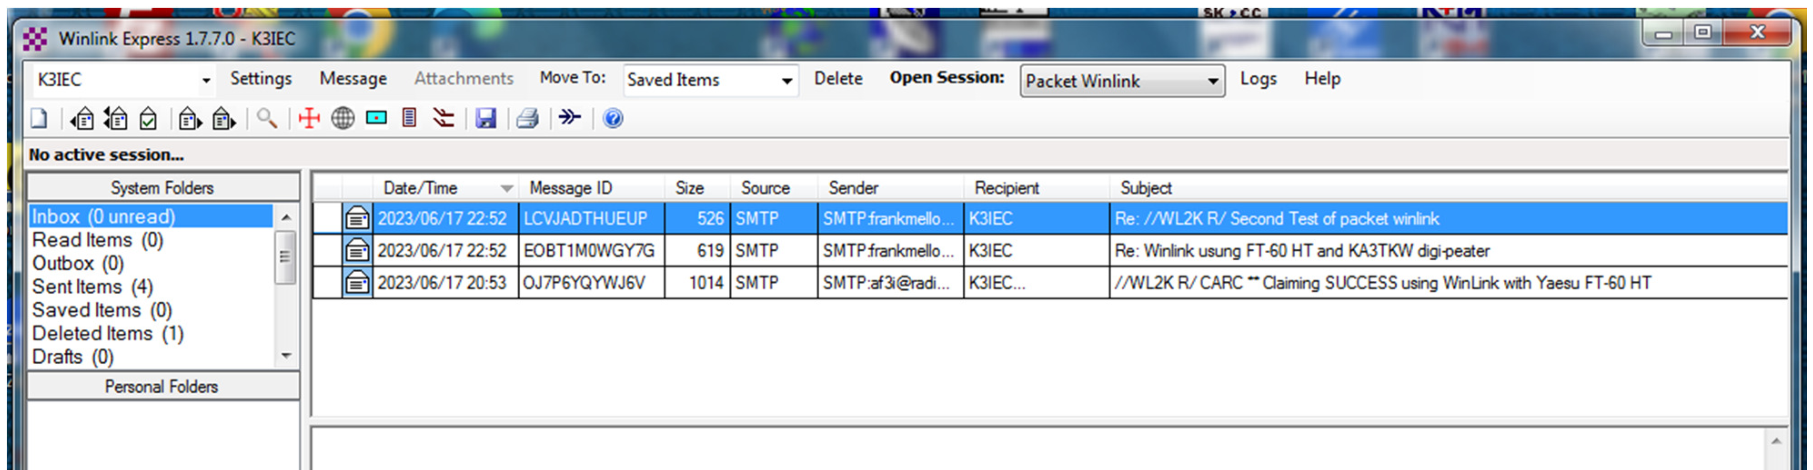 SK CC
Winlink Express 1.7.7.0 - K3IEC
K3IEC Settings Message Attachments Move To: Saved Items Delete Open Session: Packet Winlink Logs Help
No active session...
System Folders
Inbox (0 unread)
Read Items (0)
Outbox (0)
Sent Items (4)
Saved Items (0)
Deleted Items (1)
Drafts (0)
Personal Folders
Date/Time Message ID Size Source Sender Recipient Subject
2023/06/17 22:52 LCVJADTHUEUP 526 SMTP SMTP:frankmello... K3IEC Re: //WL2K R/ Second Test of packet winlink
2023/06/17 22:52 EOBT1M0WGY7G 619 SMTP SMTP:frankmello... K3IEC Re: Winlink usung FT-60 HT and KA3TKW digi-peater
2023/06/17 20:53 OJ7P6YQYWJ6V 1014 SMTP SMTP:af3i@radi... K3IEC... //WL2K R/ CARC ** Claiming SUCCESS using WinLink with Yaesu FT-60 HT